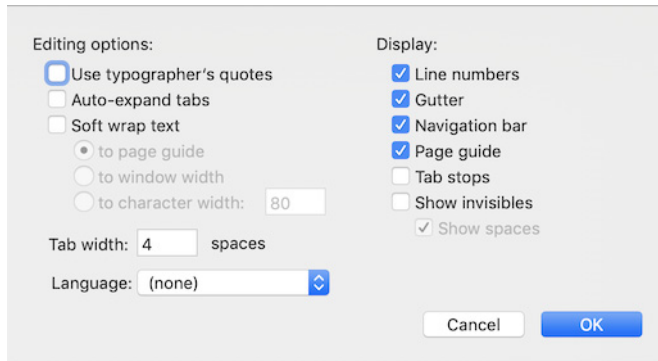 Editing options:
Use typographer's quotes
Auto-expand tabs
Soft wrap text
to page guide
to window width
to character width: 80
Tab width: 4 spaces
Language: (none)
Display:
Line numbers
Gutter
Navigation bar
Page guide
Tab stops
Show invisibles
Show spaces
Cancel OK